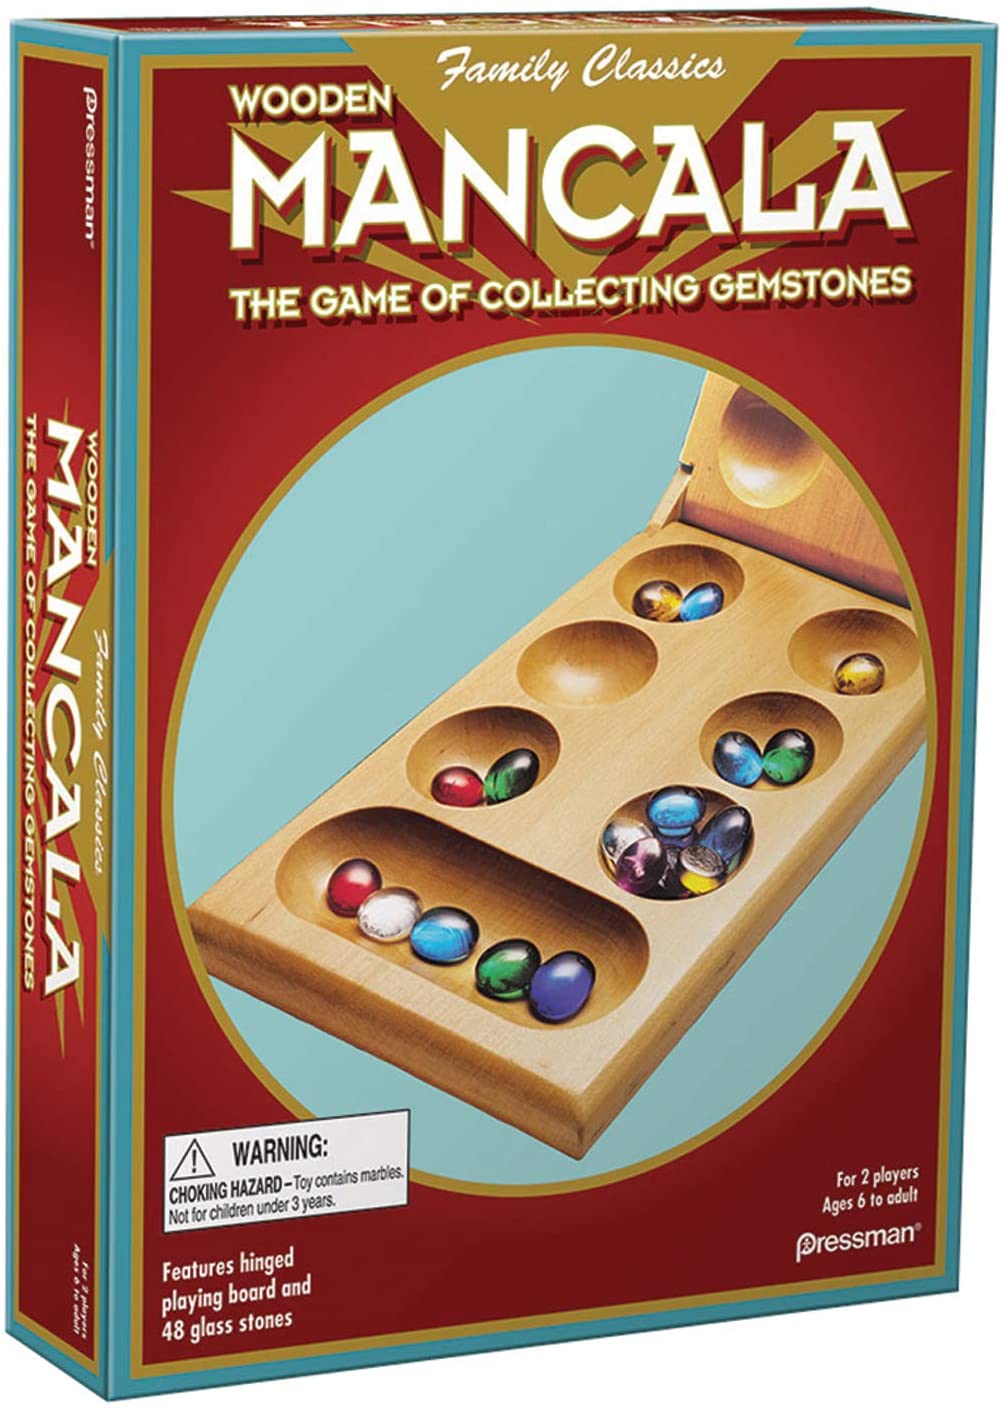 Family Classics
WOODEN
MANCALA
THE GAME OF COLLECTING GEMSTONES
WARNING:
CHOKING HAZARD – Toy contains marbles.
Not for children under 3 years.
Features hinged
playing board and
48 glass stones
For 2 players
Ages 6 to adult
pressman®
pressman®
WOODEN
MANCALA
THE GAME OF COLLECTING GEMSTONES
Family Classics
For 2 players
Ages 6 to adult